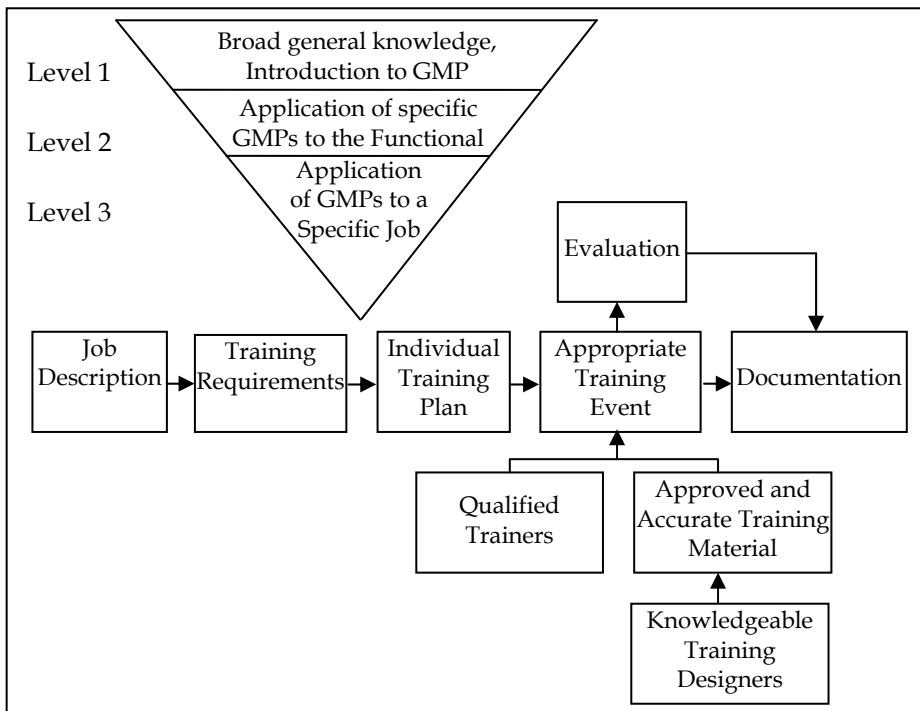 Level 1
Broad general knowledge,
Introduction to GMP
Level 2
Application of specific
GMPs to the Functional
Level 3
Application
of GMPs to a
Specific Job
Evaluation
Job
Description
Training
Requirements
Individual
Training
Plan
Appropriate
Training
Event
Documentation
Qualified
Trainers
Approved and
Accurate Training
Material
Knowledgeable
Training
Designers